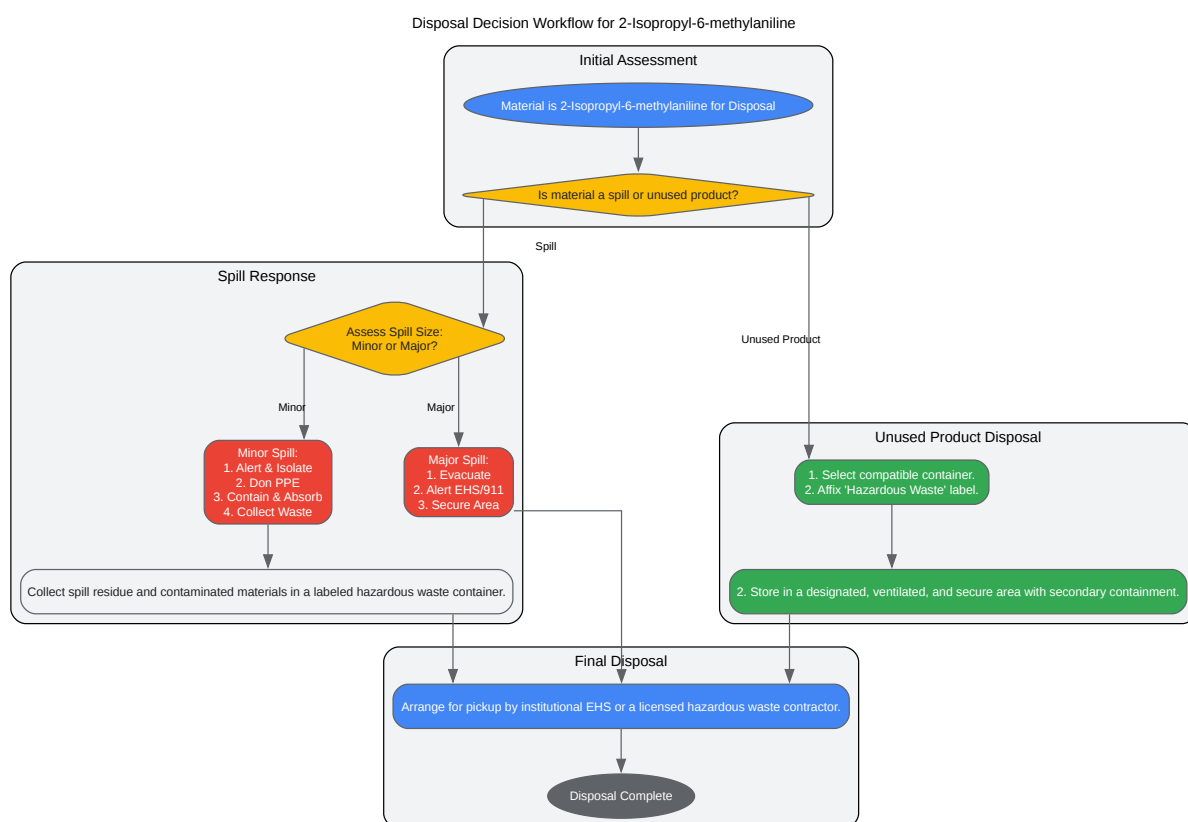 Disposal Decision Workflow for 2-Isopropyl-6-methylaniline
Initial Assessment
Material is 2-Isopropyl-6-methylaniline for Disposal
Is material a spill or unused product?
Spill
Unused Product
Spill Response
Assess Spill Size:
Minor or Major?
Minor
Major
Minor Spill:
1. Alert & Isolate
2. Don PPE
3. Contain & Absorb
4. Collect Waste
Major Spill:
1. Evacuate
2. Alert EHS/911
3. Secure Area
Collect spill residue and contaminated materials in a labeled hazardous waste container.
Unused Product Disposal
1. Select compatible container.
2. Affix 'Hazardous Waste' label.
2. Store in a designated, ventilated, and secure area with secondary containment.
Final Disposal
Arrange for pickup by institutional EHS or a licensed hazardous waste contractor.
Disposal Complete